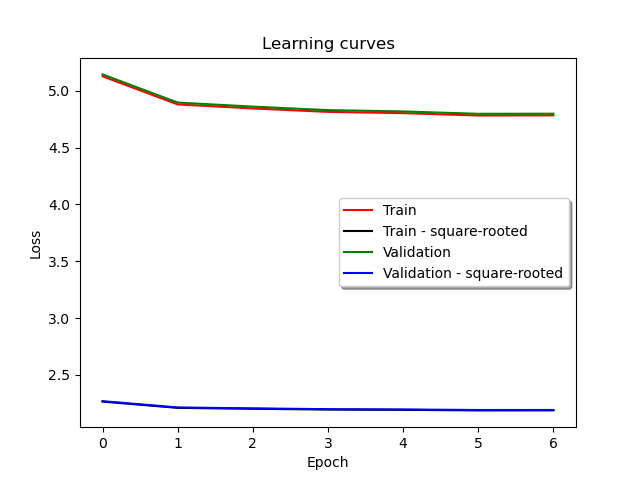 Learning curves
5.0
4.5
4.0
3.5
3.0
2.5
Loss
Train
Train - square-rooted
Validation
Validation - square-rooted
0 1 2 3 4 5 6
Epoch